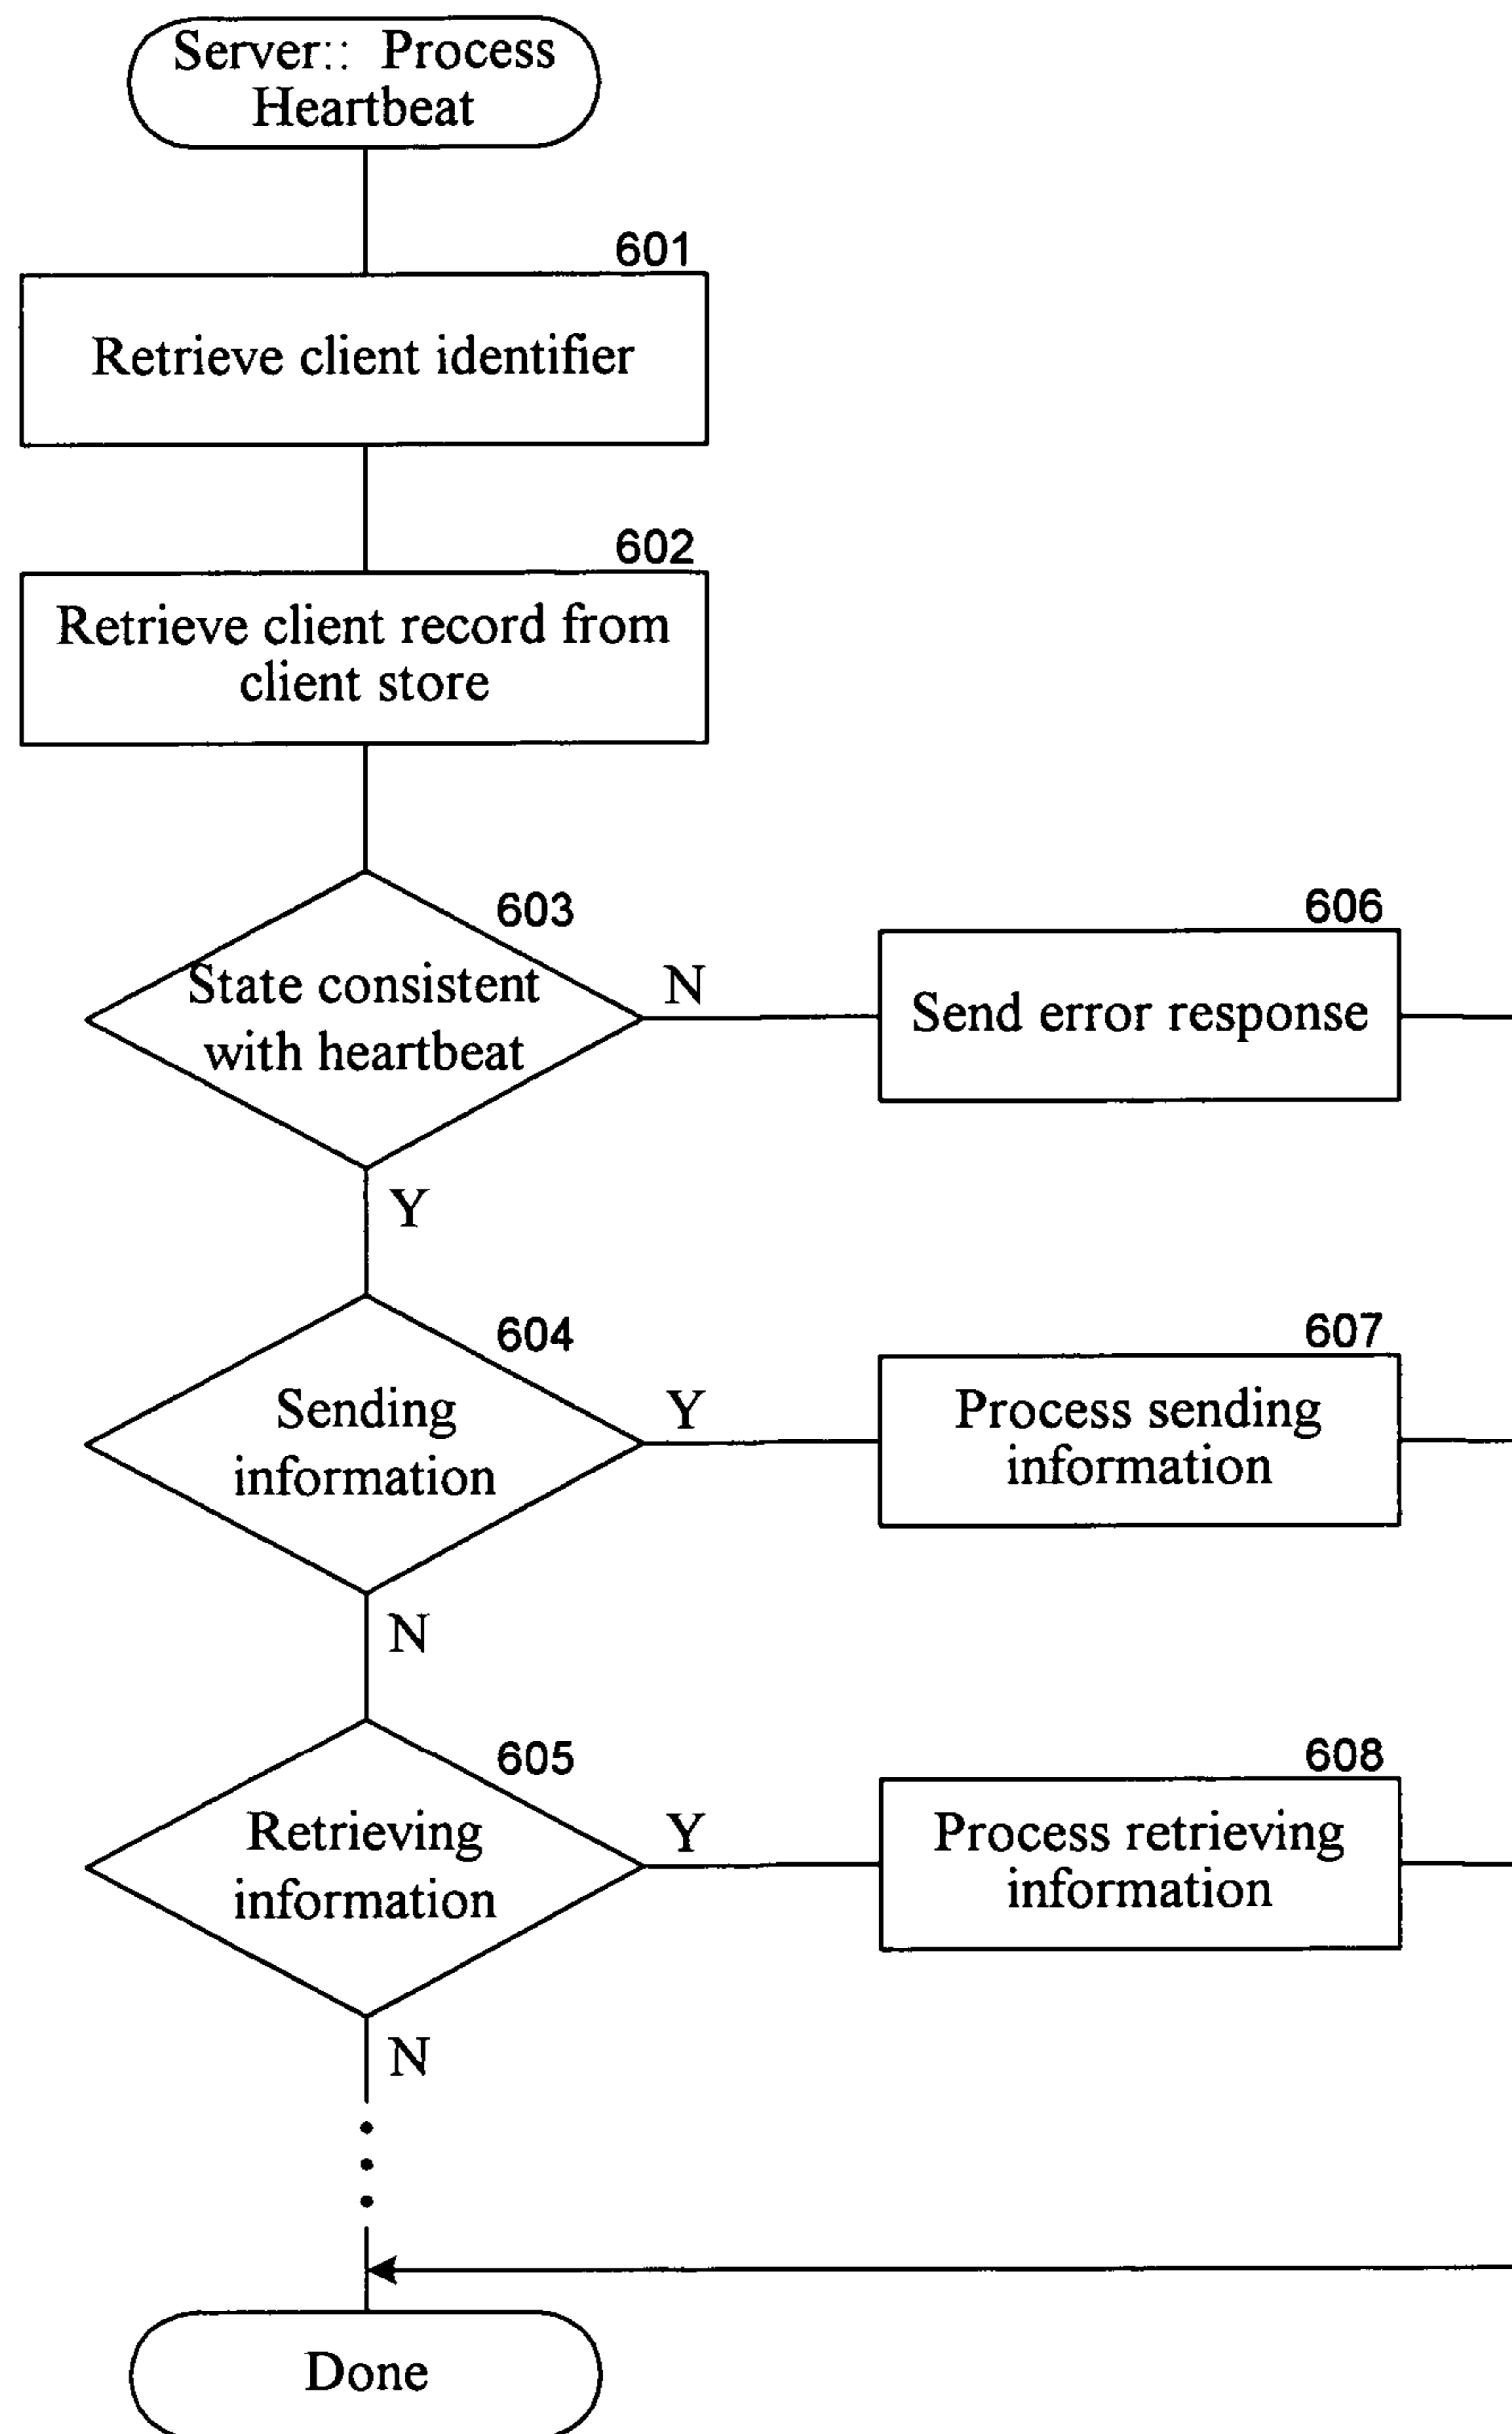 Server:: Process
Heartbeat
601
Retrieve client identifier
602
Retrieve client record from
client store
603
State consistent
with heartbeat
N
606
Send error response
Y
604
Sending
information
Y
607
Process sending
information
N
605
Retrieving
information
Y
608
Process retrieving
information
N
Done